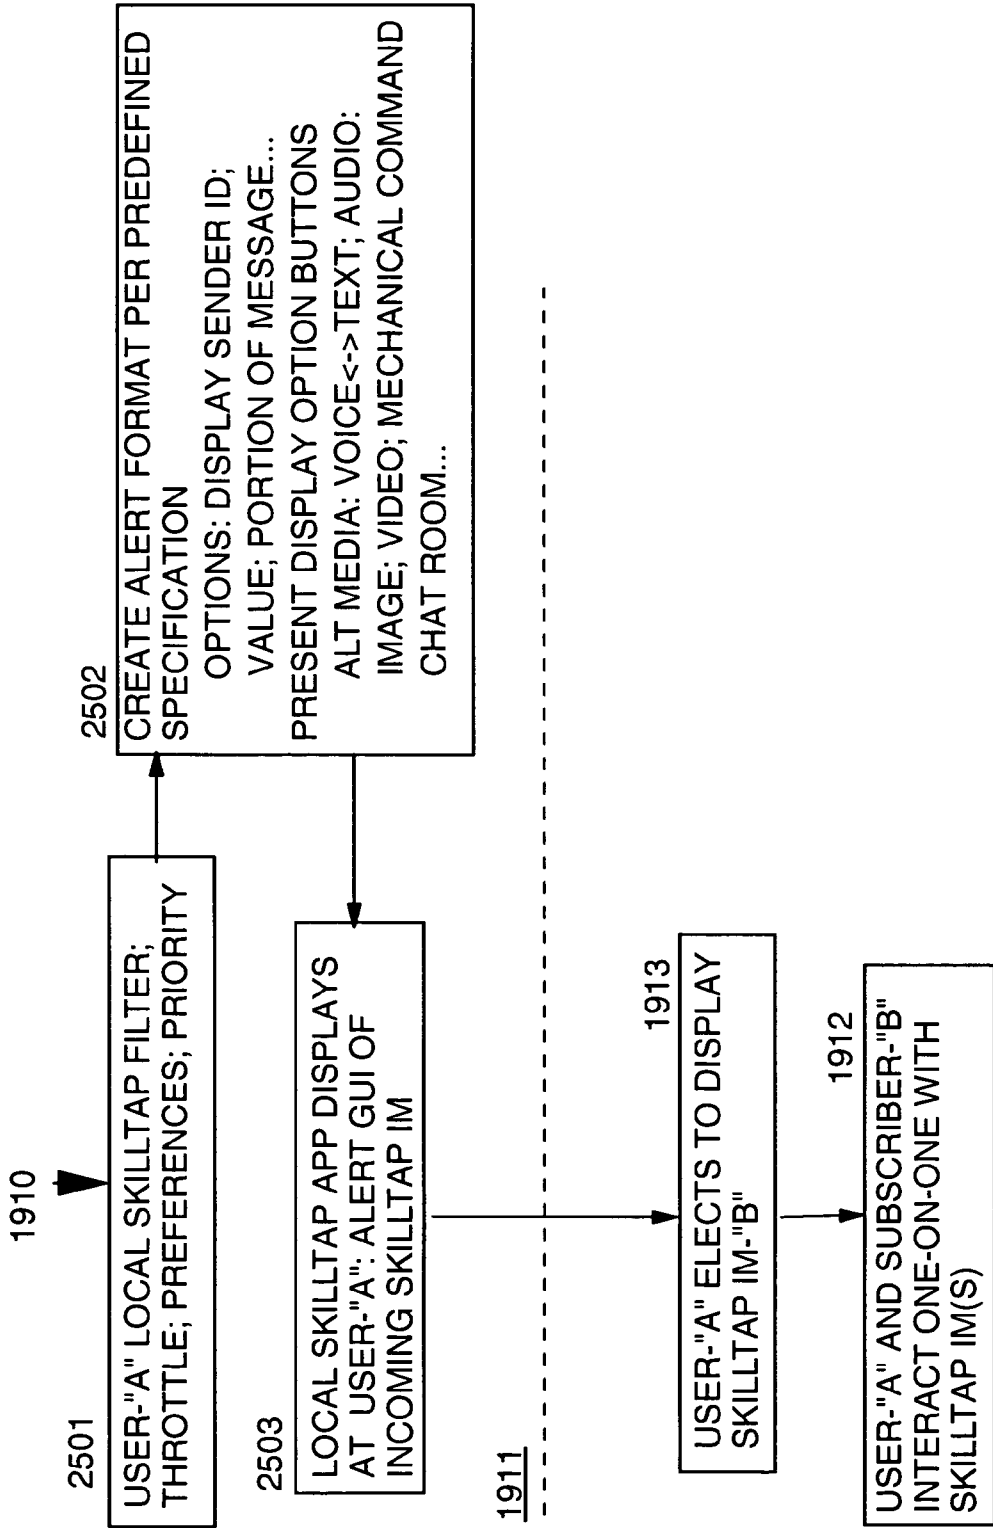 1910
2501
USER-"A" LOCAL SKILLTAP FILTER;
THROTTLE; PREFERENCES; PRIORITY
2502
CREATE ALERT FORMAT PER PREDEFINED
SPECIFICATION
OPTIONS: DISPLAY SENDER ID;
VALUE; PORTION OF MESSAGE...
PRESENT DISPLAY OPTION BUTTONS
ALT MEDIA: VOICE<->TEXT; AUDIO:
IMAGE; VIDEO; MECHANICAL COMMAND
CHAT ROOM...
2503
LOCAL SKILLTAP APP DISPLAYS
AT USER-"A": ALERT GUI OF
INCOMING SKILLTAP IM
1911
1913
USER-"A" ELECTS TO DISPLAY
SKILLTAP IM-"B"
1912
USER-"A" AND SUBSCRIBER-"B"
INTERACT ONE-ON-ONE WITH
SKILLTAP IM(S)